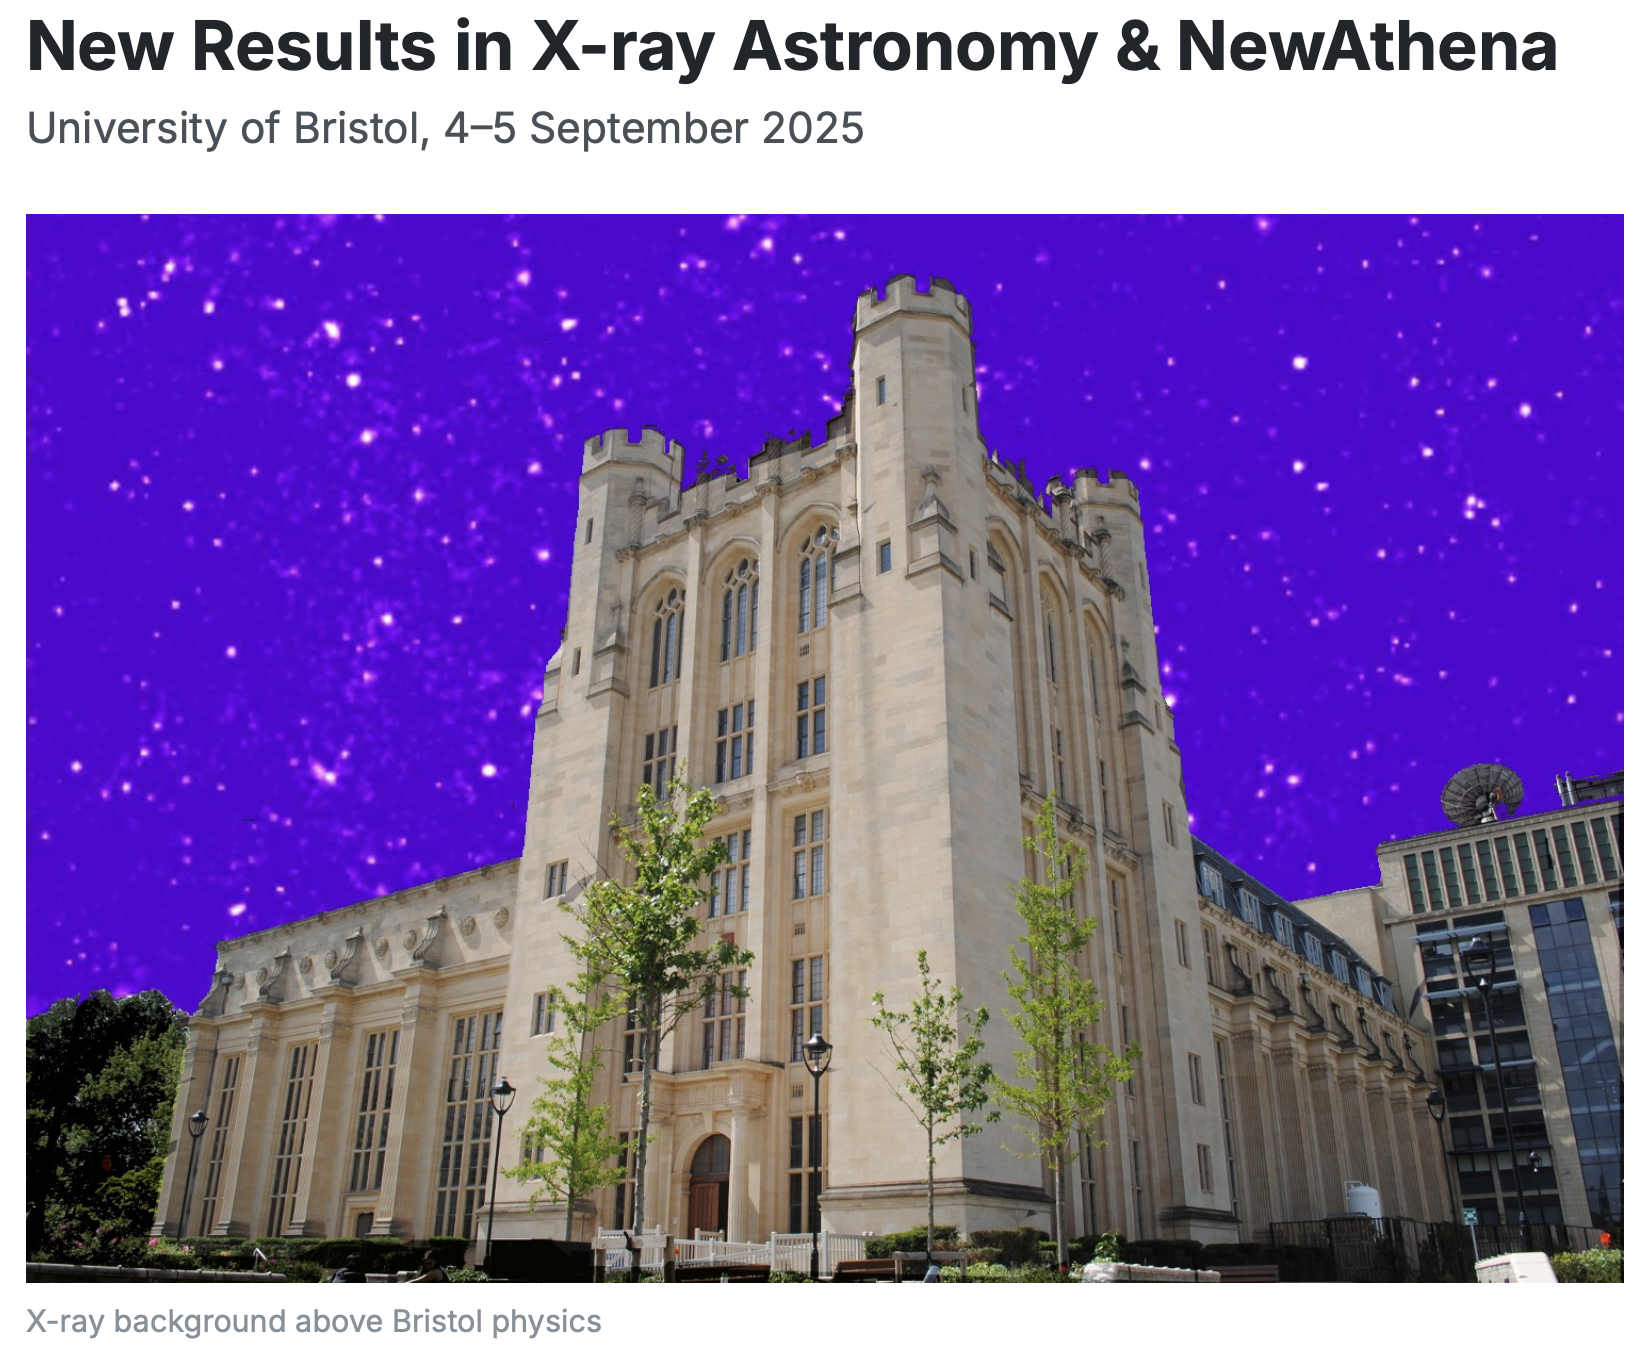 New Results in X-ray Astronomy & NewAthena
University of Bristol, 4–5 September 2025
X-ray background above Bristol physics